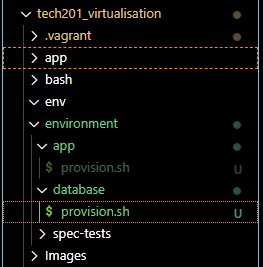 tech201_virtualisation
.vagrant
app
bash
env
environment
app
$ provision.sh U
database
$ provision.sh U
spec-tests
Images